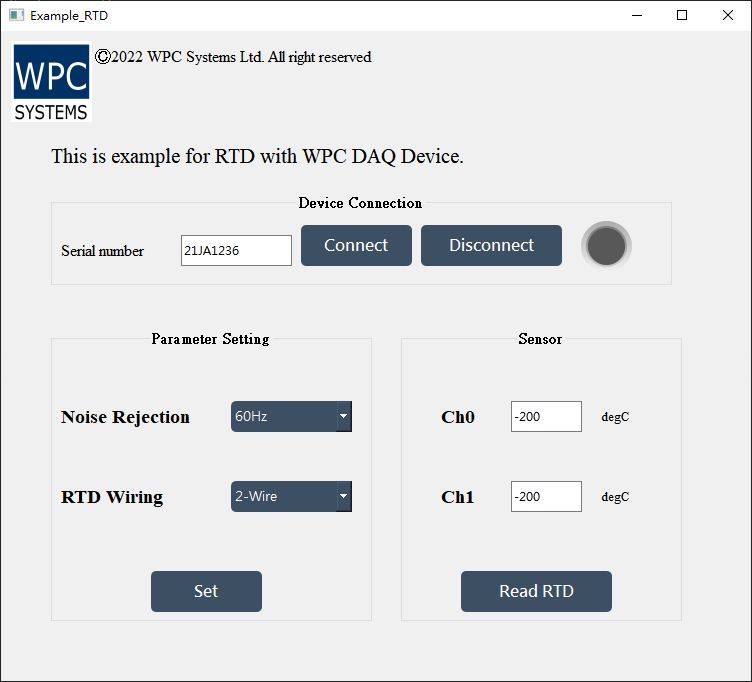 Example_RTD
WPC
SYSTEMS
©2022 WPC Systems Ltd. All right reserved
This is example for RTD with WPC DAQ Device.
Device Connection
Serial number 21JA1236 Connect Disconnect
Parameter Setting
Noise Rejection 60Hz
RTD Wiring 2-Wire
Set
Sensor
Ch0 -200 degC
Ch1 -200 degC
Read RTD